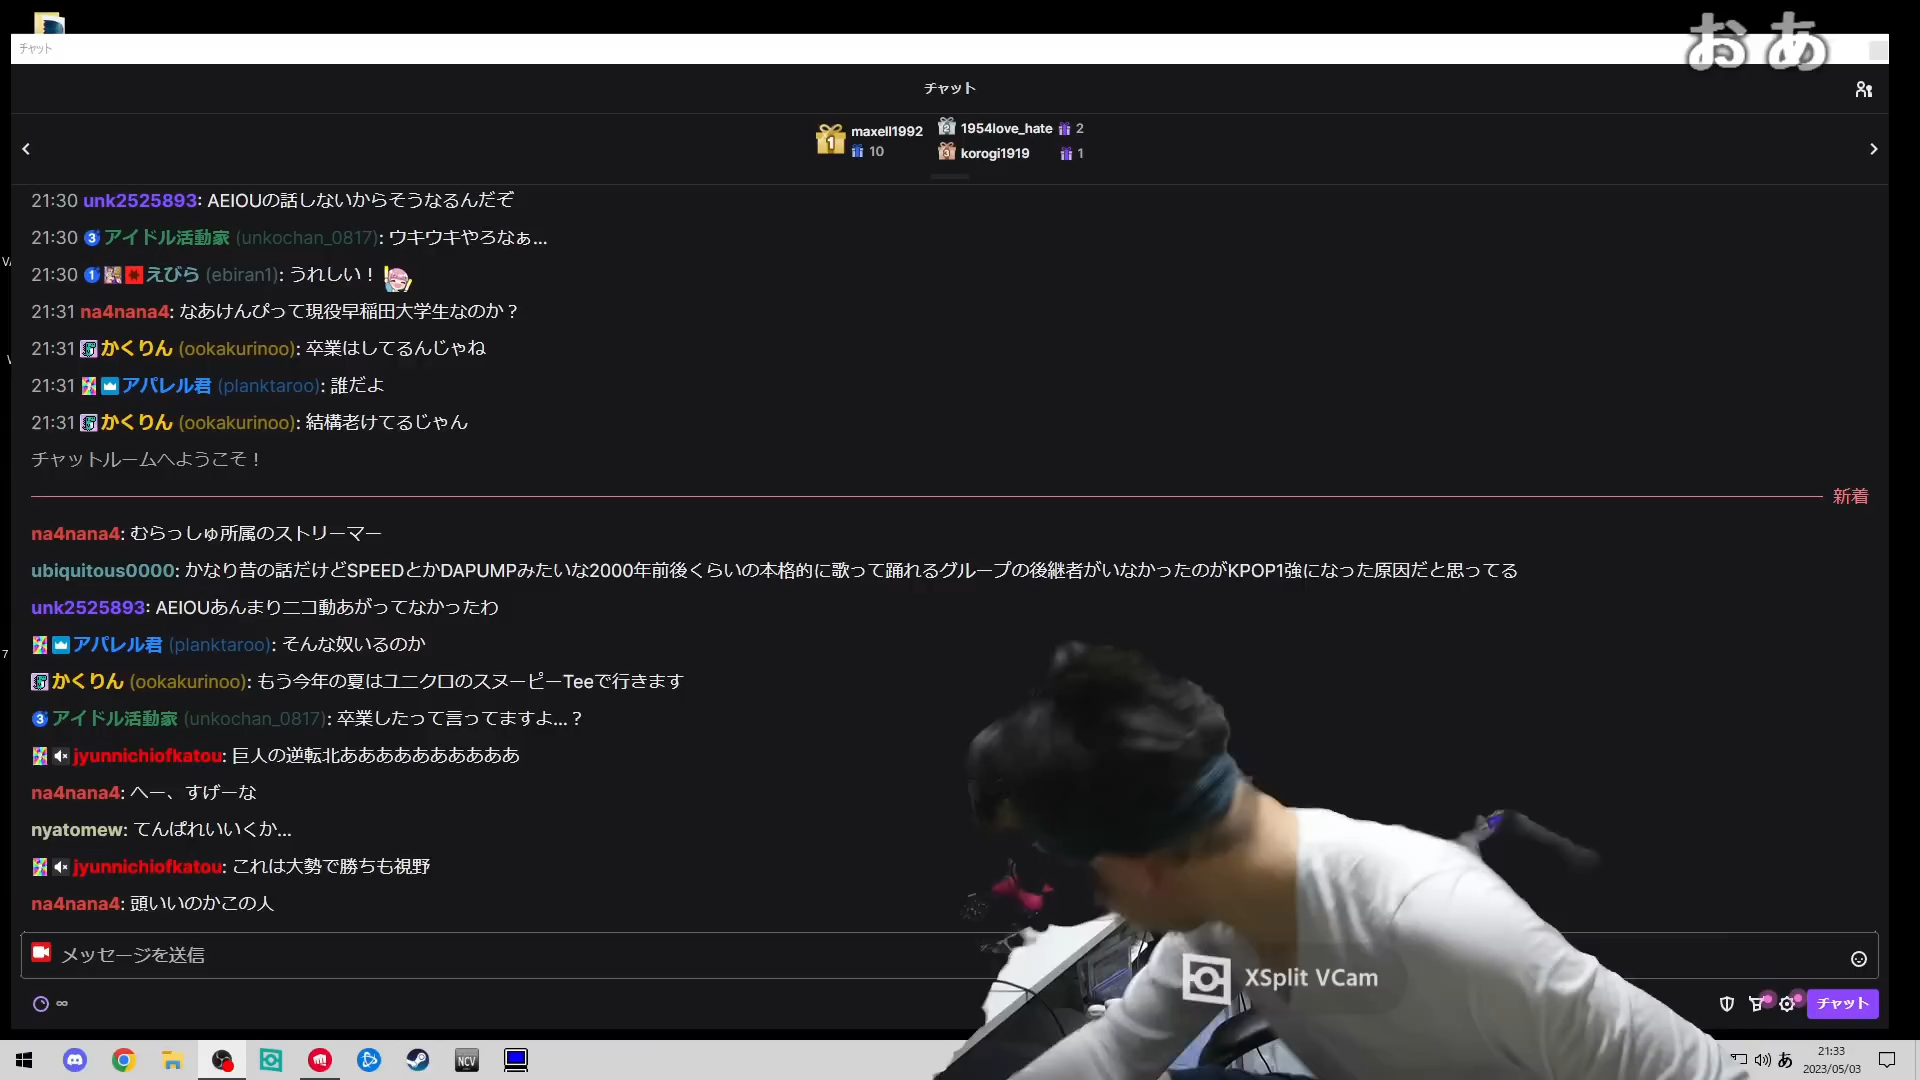 おあ
チャット
チャット
maxell1992
10
1954love_hate 2
korogi1919 1
21:30 unk2525893: AEIOUの話しないからそうなるんだぞ
21:30 アイドル活動家 (unkochan_0817): ウキウキやろなぁ...
21:30 えびら (ebiran1): うれしい！
21:31 na4nana4: なあけんぴって現役早稲田大学生なのか？
21:31 かくりん (ookakurinoo): 卒業はしてるんじゃね
21:31 アパレル君 (planktaroo): 誰だよ
21:31 かくりん (ookakurinoo): 結構老けてるじゃん
チャットルームへようこそ！
新着
na4nana4: むらっしゅ所属のストリーマー
ubiquitous0000: かなり昔の話だけどSPEEDとかDAPUMPみたいな2000年前後くらいの本格的に歌って踊れるグループの後継者がいなかったのがKPOP1強になった原因だと思ってる
unk2525893: AEIOUあんまりニコ動あがってなかったわ
アパレル君 (planktaroo): そんな奴いるのか
かくりん (ookakurinoo): もう今年の夏はユニクロのスヌーピーTeeで行きます
アイドル活動家 (unkochan_0817): 卒業したって言ってますよ...？
jyunnichiofkatou: 巨人の逆転北ああああああああああ
na4nana4: へー、すげーな
nyatomew: てんぱれいいくか...
jyunnichiofkatou: これは大勢で勝ちも視野
na4nana4: 頭いいのかこの人
メッセージを送信
XSplit VCam
∞
チャット
NCV
あ
21:33
2023/05/03